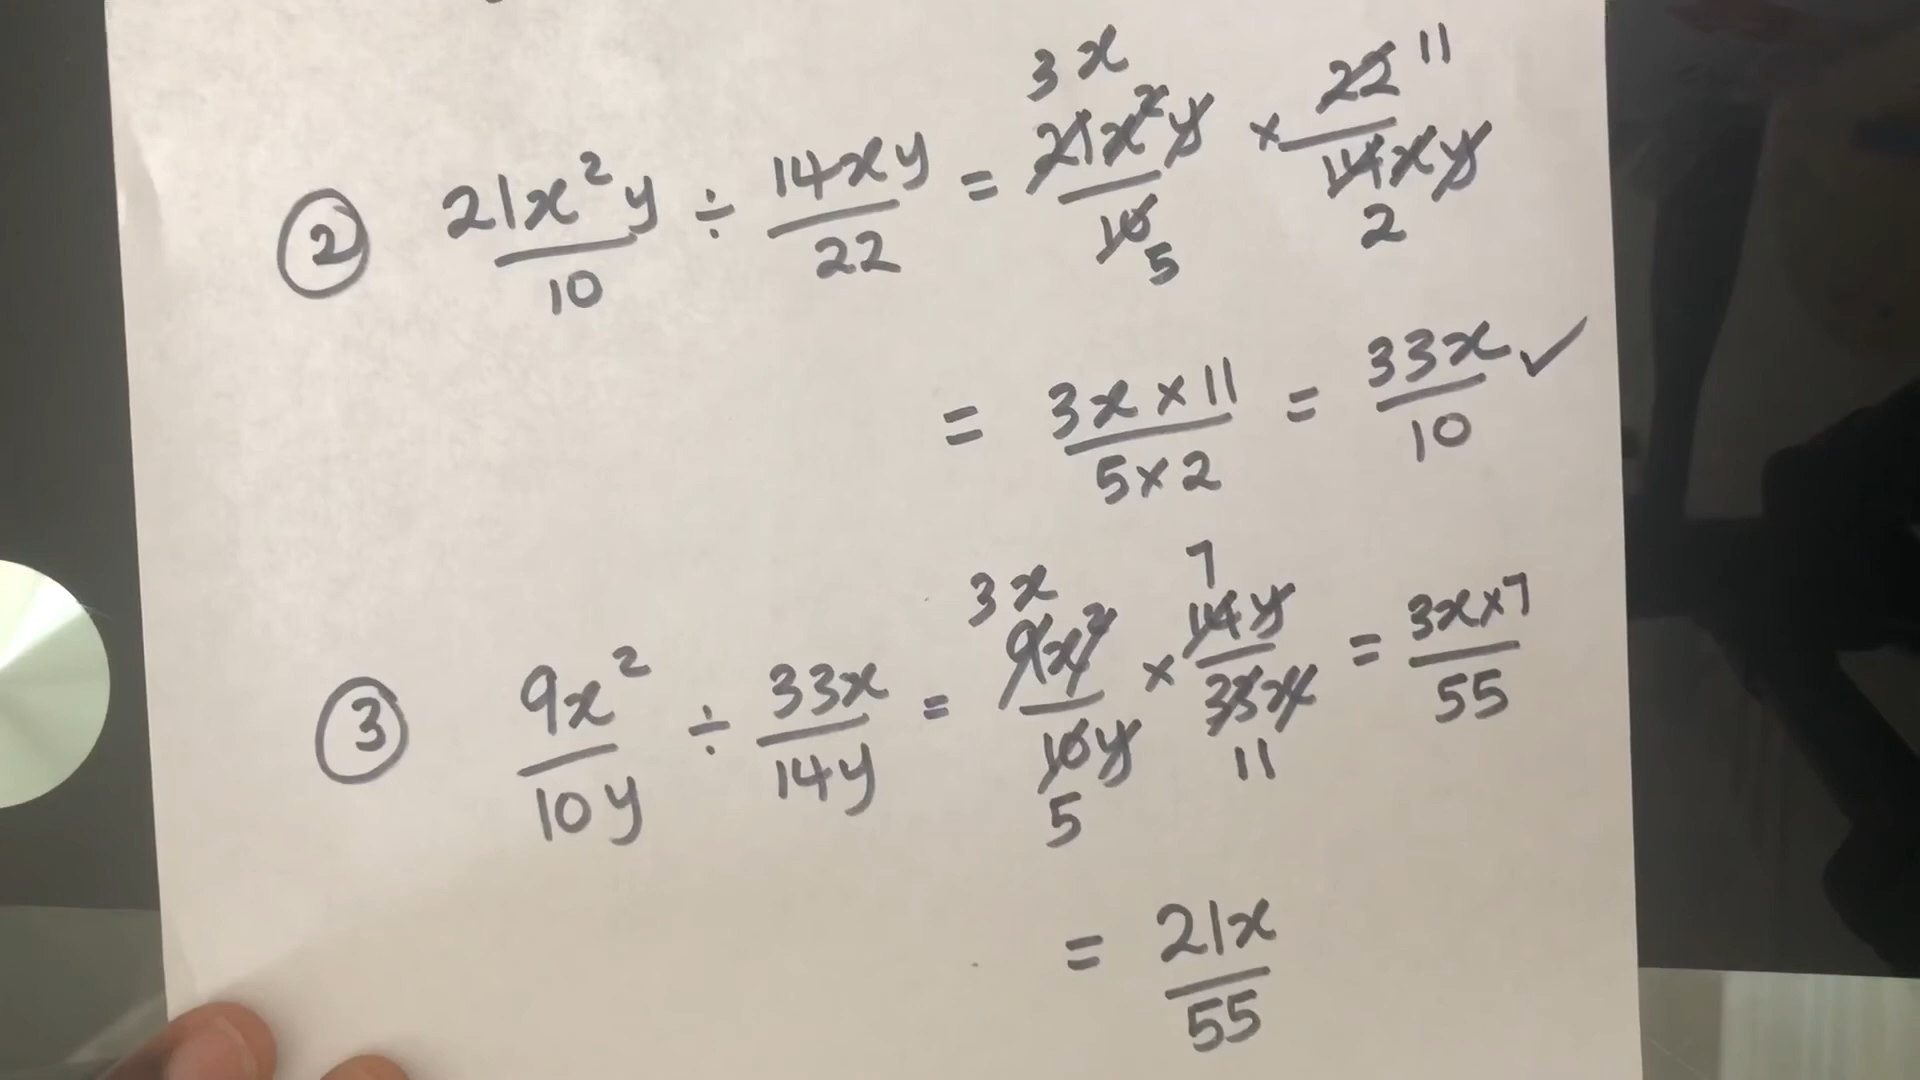 ② 21x²y/10 ÷ 14xy/22 = 3x 21x²y/10 5 × 22 11/14xy 2
= 3x × 11/5 × 2 = 33x/10 ✓
③ 9x²/10y ÷ 33x/14y = 3x 9x²/10y 5 × 7 14y/33x 11 = 3x×7/55
= 21x/55